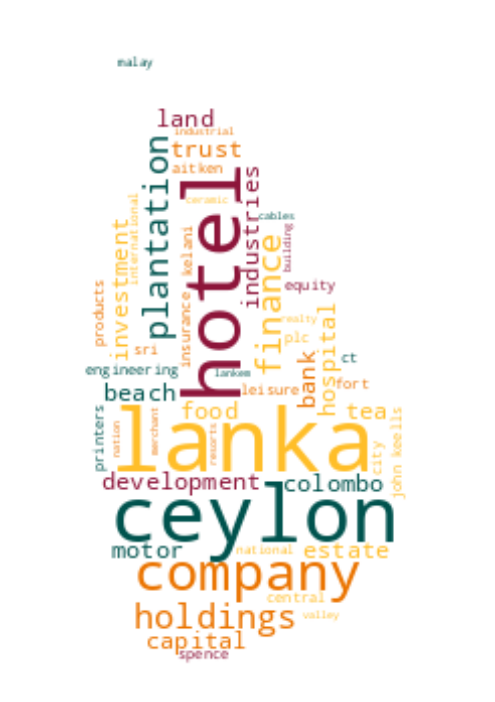 malay
land
industrial
trust
plantation
aitken
hotel
industries
ceramic
international
cables
investment
kelani
building
finance
insurance
products
equity
hospital
realty
plc
sri
bank
ct
engineering
lankem
fort
beach
leisure
food
tea
printers
nation
merchant
lanka
resorts
city
john keells
development
colombo
ceylon
motor
national
estate
company
central
holdings
valley
capital
spence